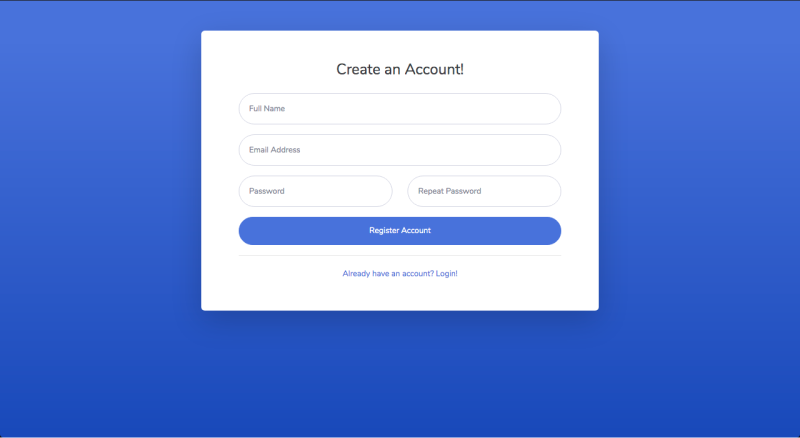 Create an Account!
Full Name
Email Address
Password
Repeat Password
Register Account
Already have an account? Login!